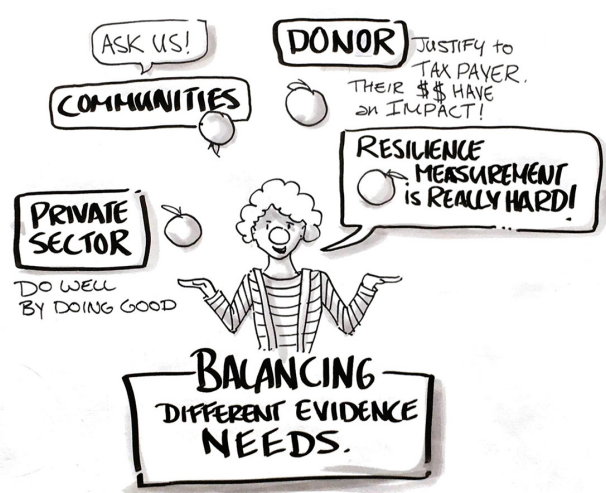 ASK US!
COMMUNITIES
DONOR
JUSTIFY to
TAX PAYER.
THEIR $$ HAVE
an IMPACT!
RESILIENCE
MEASUREMENT
is REALLY HARD!
PRIVATE
SECTOR
DO WELL
BY DOING GOOD
BALANCING
DIFFERENT EVIDENCE
NEEDS.